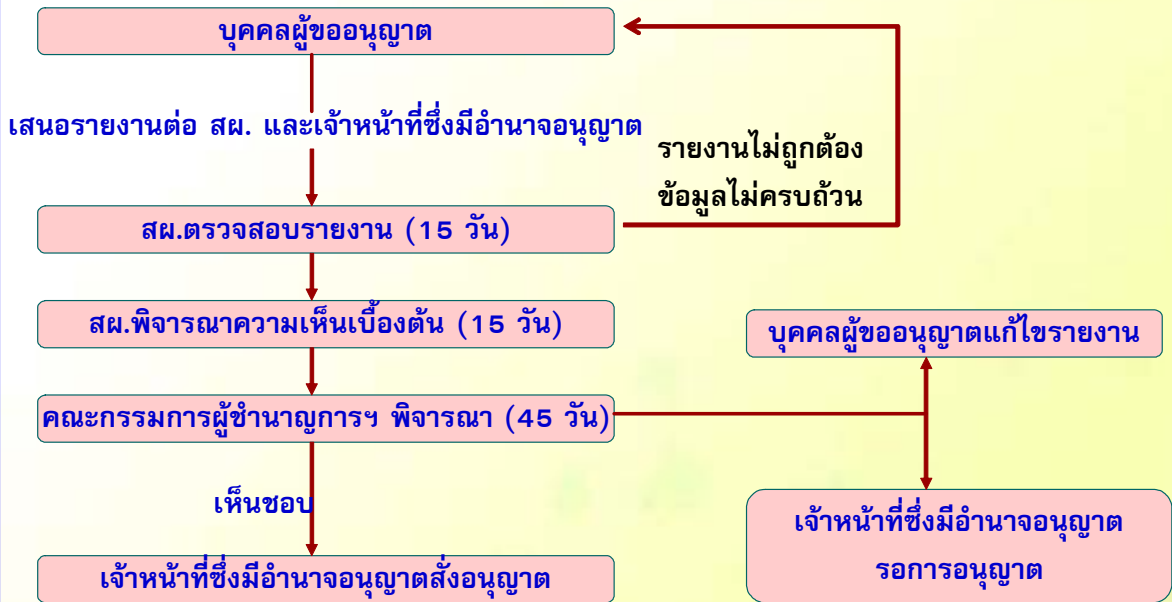 บุคคลผู้ขออนุญาต
เสนอรายงานต่อ สผ. และเจ้าหน้าที่ซึ่งมีอำนาจอนุญาต
รายงานไม่ถูกต้อง
ข้อมูลไม่ครบถ้วน
สผ.ตรวจสอบรายงาน (15 วัน)
สผ.พิจารณาความเห็นเบื้องต้น (15 วัน)
บุคคลผู้ขออนุญาตแก้ไขรายงาน
คณะกรรมการผู้ชำนาญการฯ พิจารณา (45 วัน)
เห็นชอบ
เจ้าหน้าที่ซึ่งมีอำนาจอนุญาต
รอการอนุญาต
เจ้าหน้าที่ซึ่งมีอำนาจอนุญาตสั่งอนุญาต